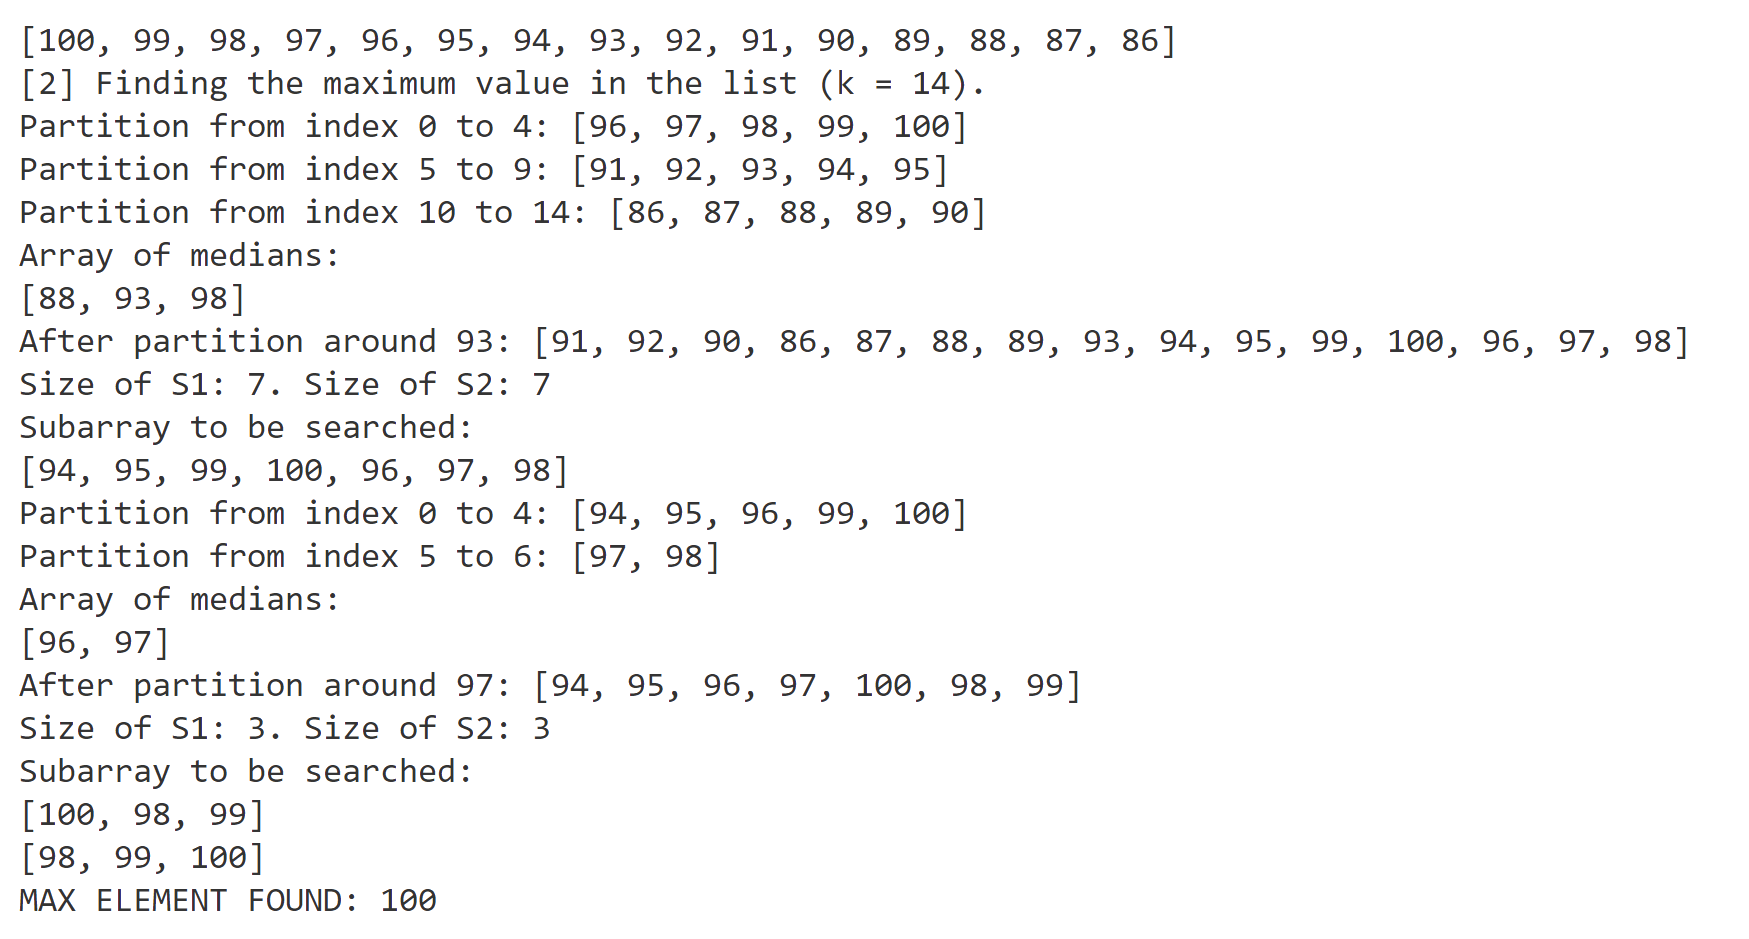 [100, 99, 98, 97, 96, 95, 94, 93, 92, 91, 90, 89, 88, 87, 86]
[2] Finding the maximum value in the list (k = 14).
Partition from index 0 to 4: [96, 97, 98, 99, 100]
Partition from index 5 to 9: [91, 92, 93, 94, 95]
Partition from index 10 to 14: [86, 87, 88, 89, 90]
Array of medians:
[88, 93, 98]
After partition around 93: [91, 92, 90, 86, 87, 88, 89, 93, 94, 95, 99, 100, 96, 97, 98]
Size of S1: 7. Size of S2: 7
Subarray to be searched:
[94, 95, 99, 100, 96, 97, 98]
Partition from index 0 to 4: [94, 95, 96, 99, 100]
Partition from index 5 to 6: [97, 98]
Array of medians:
[96, 97]
After partition around 97: [94, 95, 96, 97, 100, 98, 99]
Size of S1: 3. Size of S2: 3
Subarray to be searched:
[100, 98, 99]
[98, 99, 100]
MAX ELEMENT FOUND: 100